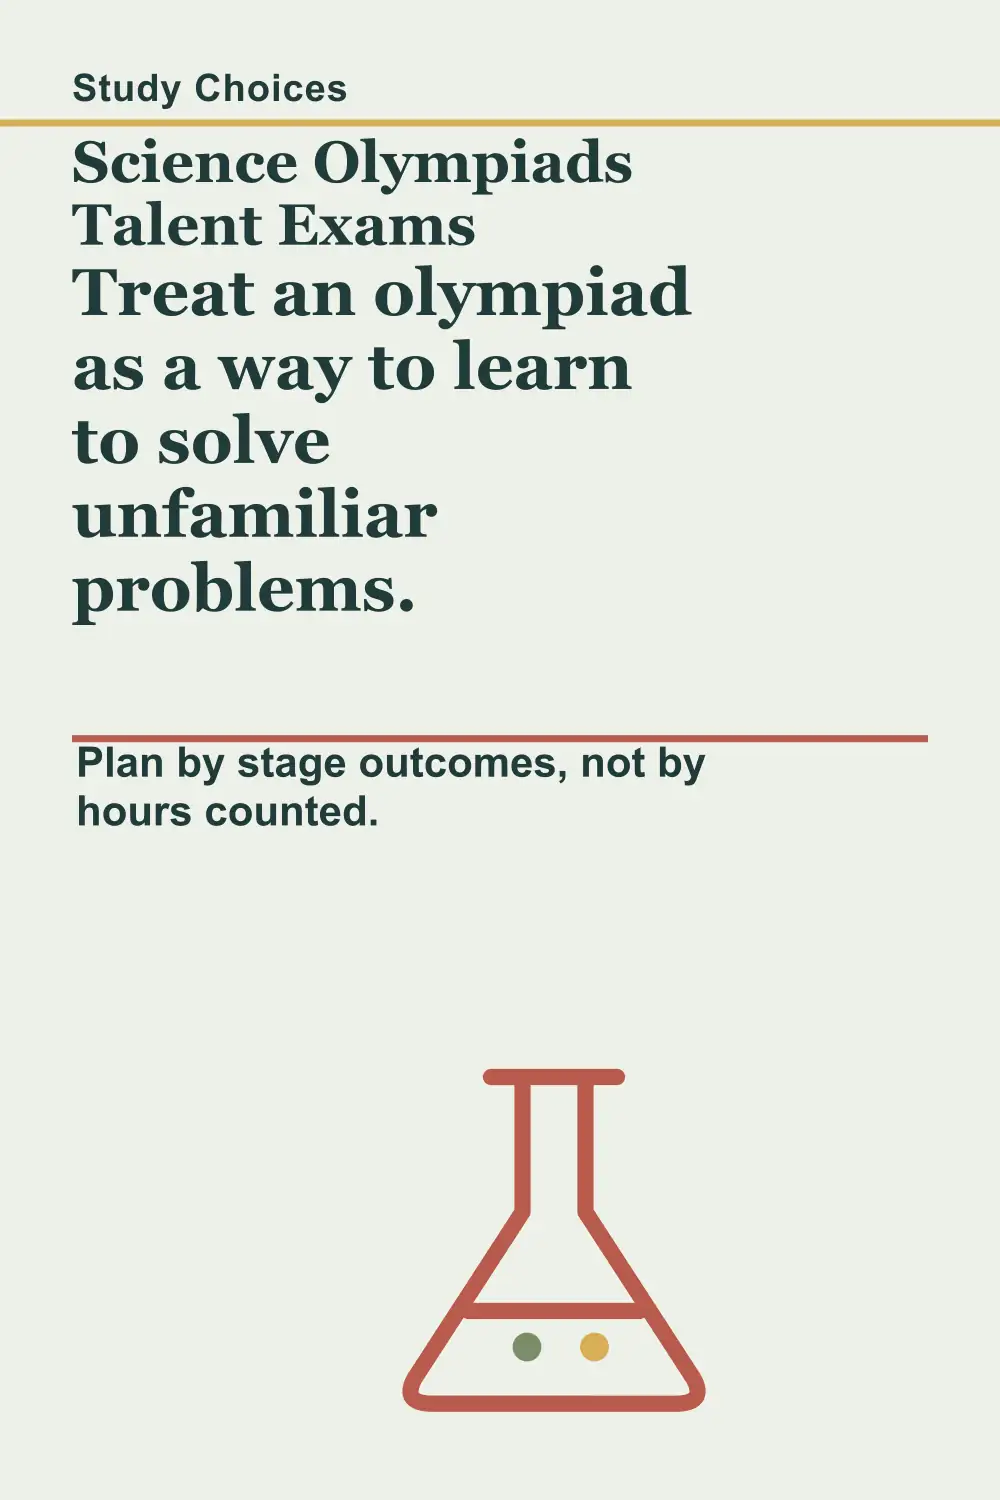 Study Choices
Science Olympiads
Talent Exams
Treat an olympiad
as a way to learn
to solve
unfamiliar
problems.
Plan by stage outcomes, not by
hours counted.